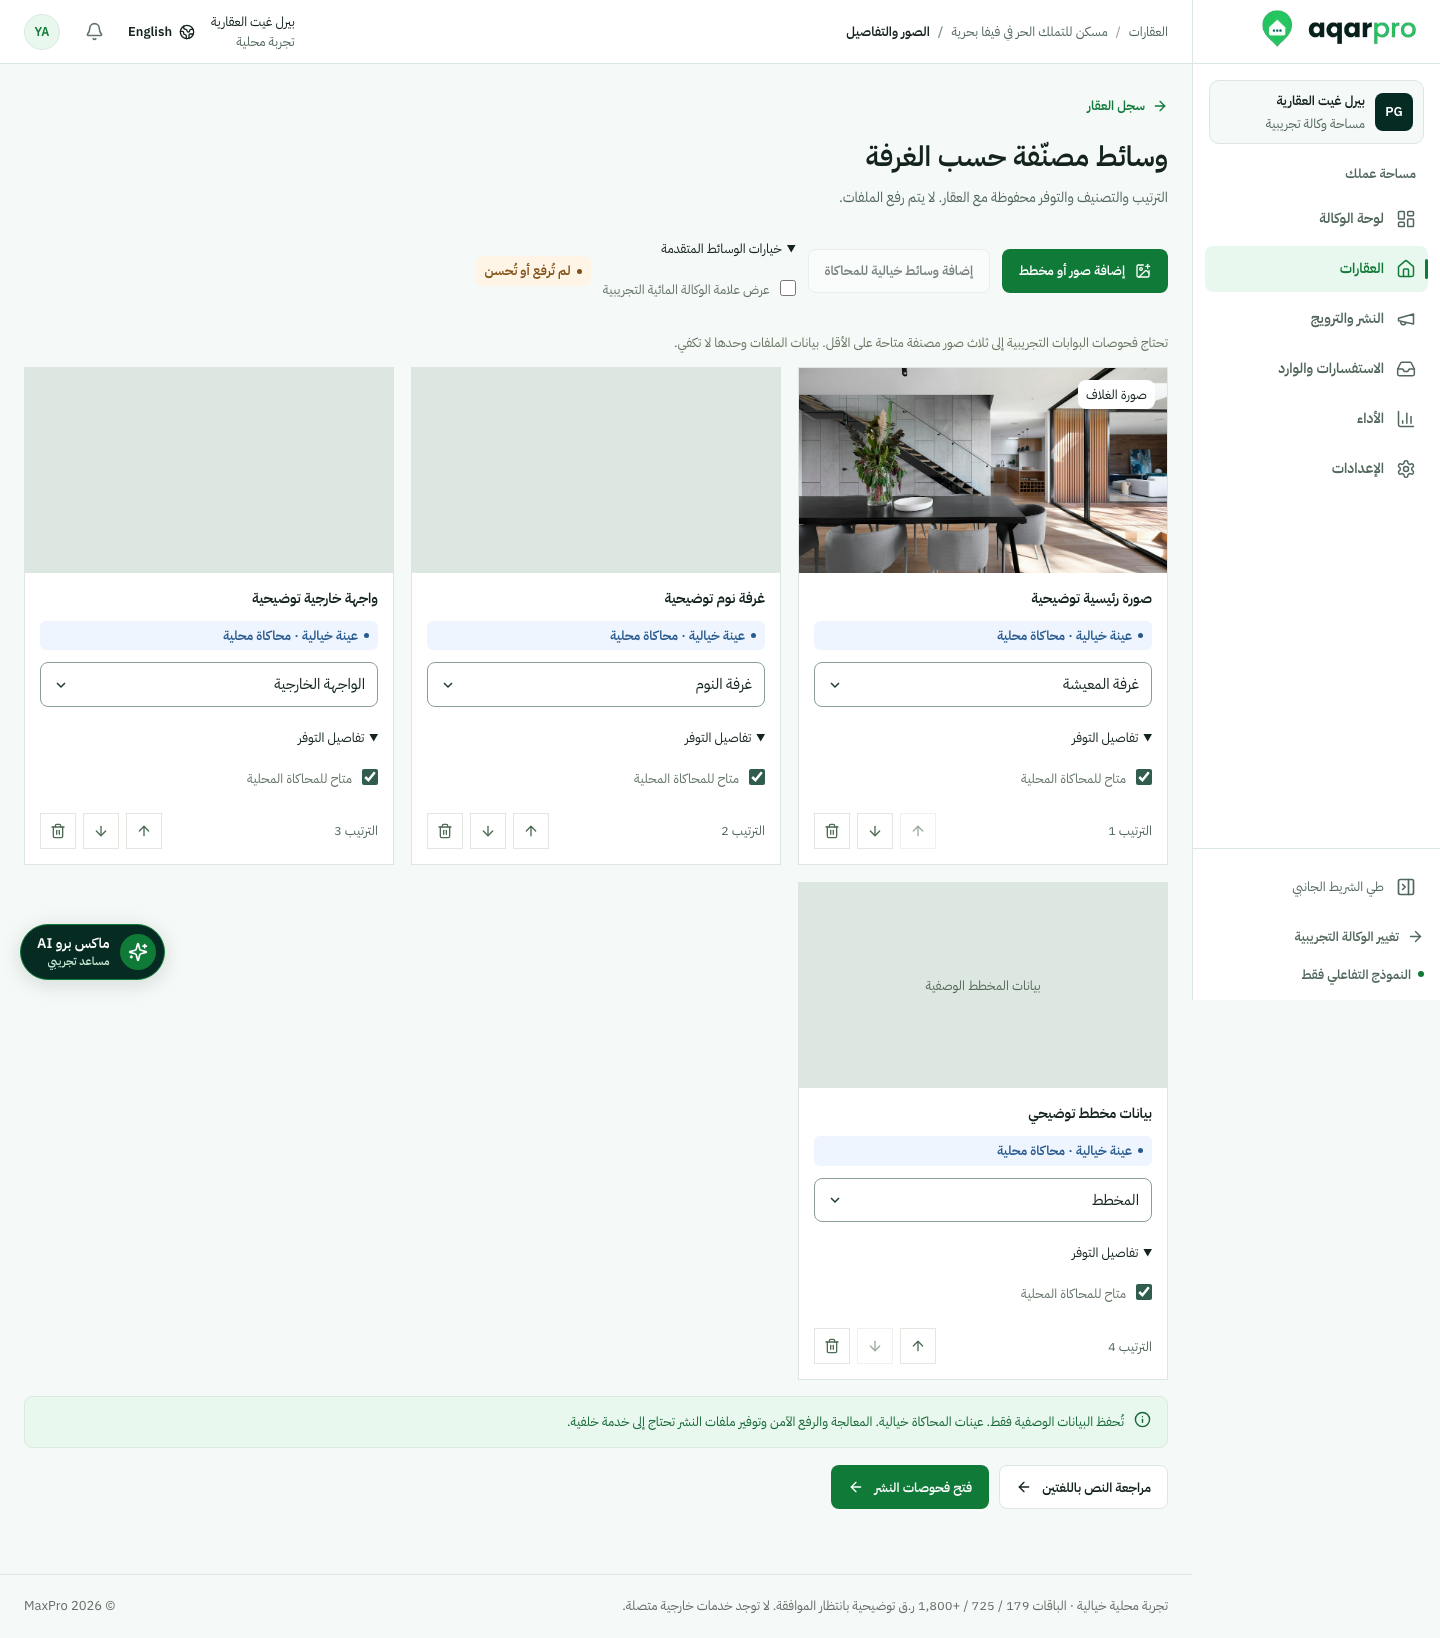 aqarpro
PG
بيرل غيت العقارية
مساحة وكالة تجريبية
مساحة عملك
لوحة الوكالة
العقارات
النشر والترويج
الاستفسارات والوارد
الأداء
الإعدادات
طي الشريط الجانبي
تغيير الوكالة التجريبية
النموذج التفاعلي فقط
العقارات / مسكن للتملك الحر في فيفا بحرية / الصور والتفاصيل
بيرل غيت العقارية
تجربة محلية
English
YA
سجل العقار
وسائط مصنّفة حسب الغرفة
الترتيب والتصنيف والتوفر محفوظة مع العقار. لا يتم رفع الملفات.
إضافة صور أو مخطط
إضافة وسائط خيالية للمحاكاة
خيارات الوسائط المتقدمة
عرض علامة الوكالة المائية التجريبية
لم تُرفع أو تُحسن
تحتاج فحوصات البوابات التجريبية إلى ثلاث صور مصنفة متاحة على الأقل. بيانات الملفات وحدها لا تكفي.
صورة الغلاف
صورة رئيسية توضيحية
عينة خيالية · محاكاة محلية
غرفة المعيشة
تفاصيل التوفر
متاح للمحاكاة المحلية
الترتيب 1
غرفة نوم توضيحية
عينة خيالية · محاكاة محلية
غرفة النوم
تفاصيل التوفر
متاح للمحاكاة المحلية
الترتيب 2
واجهة خارجية توضيحية
عينة خيالية · محاكاة محلية
الواجهة الخارجية
تفاصيل التوفر
متاح للمحاكاة المحلية
الترتيب 3
بيانات المخطط الوصفية
بيانات مخطط توضيحي
عينة خيالية · محاكاة محلية
المخطط
تفاصيل التوفر
متاح للمحاكاة المحلية
الترتيب 4
ماكس برو AI
مساعد تجريبي
تُحفظ البيانات الوصفية فقط. عينات المحاكاة خيالية. المعالجة والرفع الآمن وتوفير ملفات النشر تحتاج إلى خدمة خلفية.
مراجعة النص باللغتين
فتح فحوصات النشر
تجربة محلية خيالية · الباقات 179 / 725 / +1,800 ر.ق توضيحية بانتظار الموافقة. لا توجد خدمات خارجية متصلة.
© 2026 MaxPro